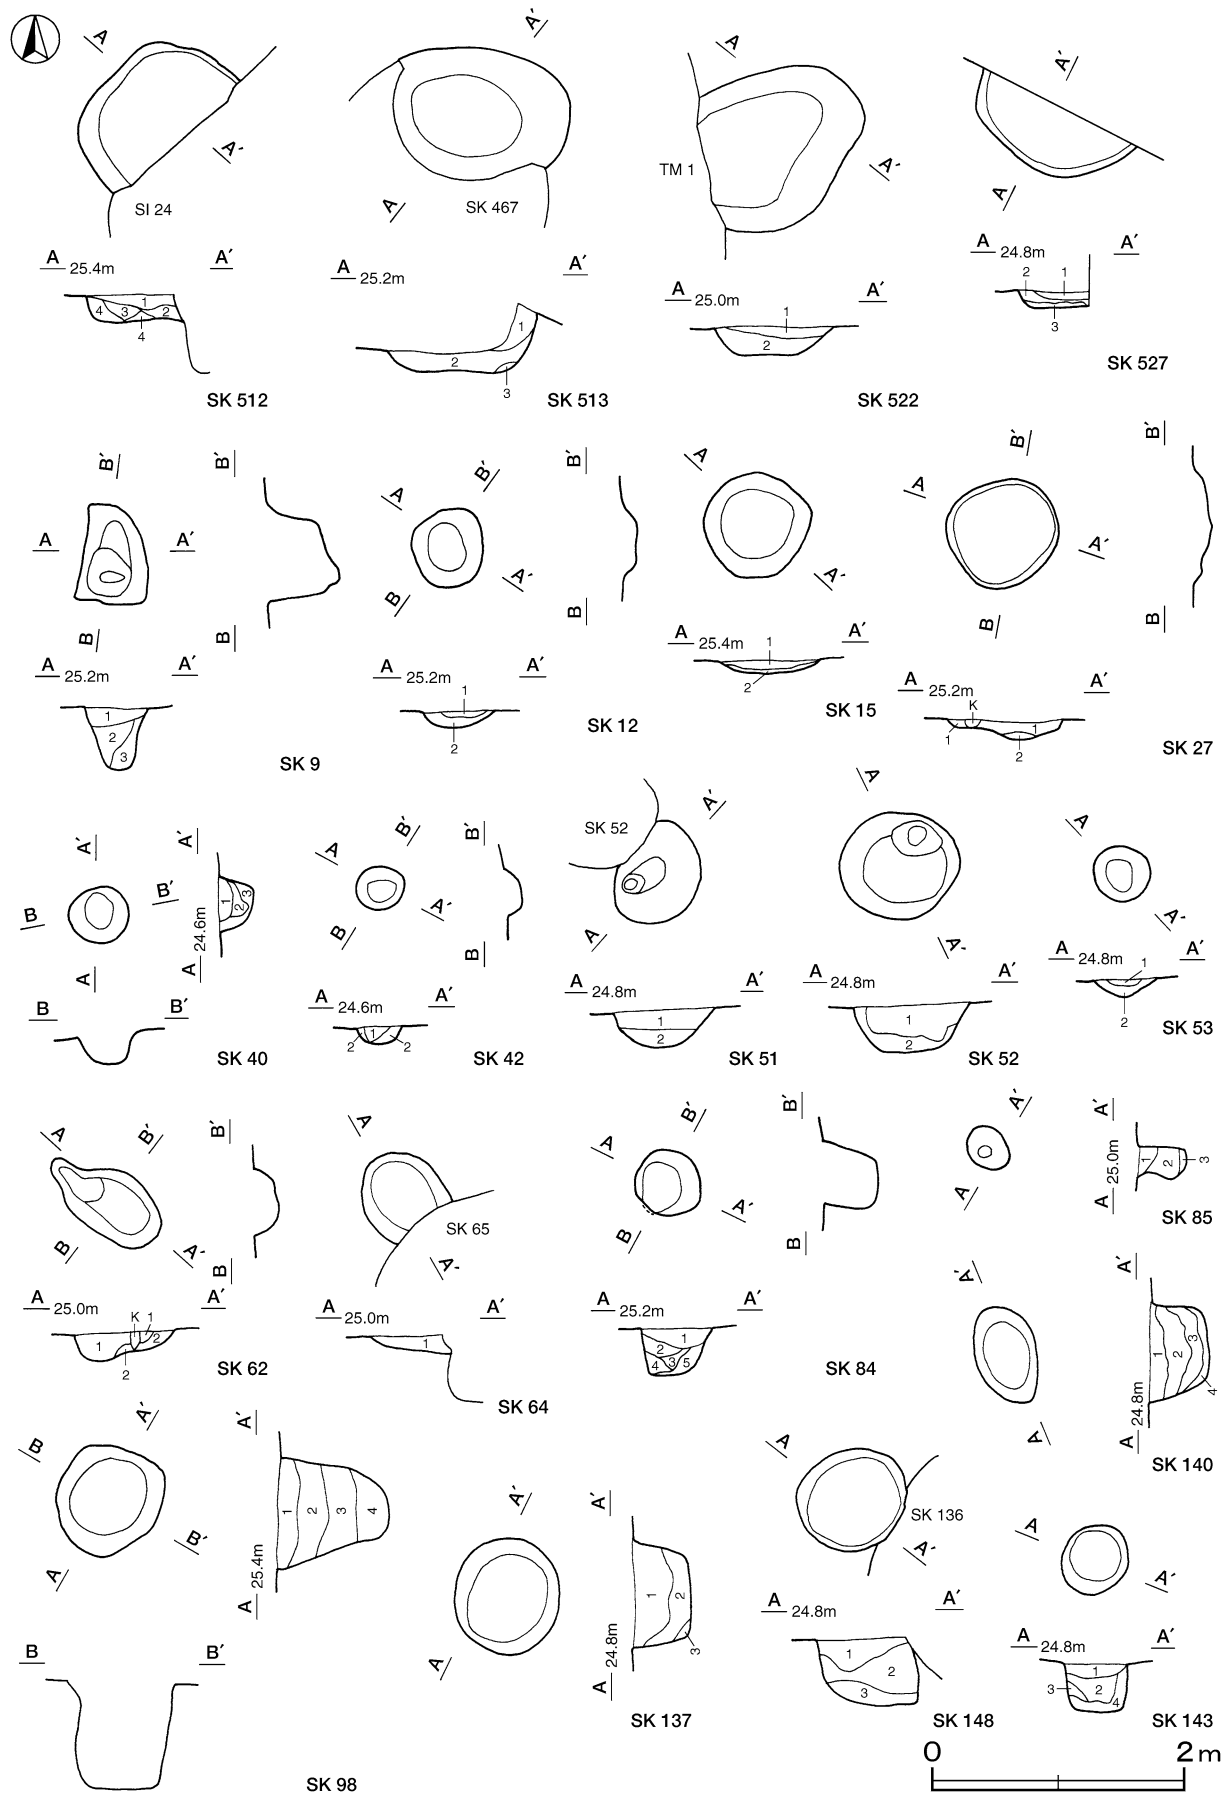 A A'
SI 24
A 25.4m A'
1 2 3 4 4
SK 512
A A'
SK 467
A 25.2m A'
1 2 3
SK 513
A A'
TM 1
A 25.0m A'
1 2
SK 522
A A'
A 24.8m A'
2 1 3
SK 527
B' B'
A A'
B B
A 25.2m A'
1 2 3
SK 9
A B' B'
B A' B
A 25.2m A'
1 2
SK 12
A A'
A 25.4m A'
1 2
SK 15
A B' B'
B A' B
A 25.2m A'
K 1 1 2
SK 27
A' A'
B B'
A A 24.6m
1 2 3
B B'
SK 40
A B' B'
B A' B
A 24.6m A'
2 1 2
SK 42
SK 52
A A'
A 24.8m A'
1 2
SK 51
A A'
A 24.8m A'
1 2
SK 52
A A'
A 24.8m A'
1 2
SK 53
A B' B'
B A' B
A 25.0m A'
1 K 1 2 2
SK 62
A
SK 65
A'
A 25.0m A'
1
SK 64
A B' B'
B A' B
A 25.2m A'
1 2 4 3 5
SK 84
A' A'
A A 25.0m
1 2 3
SK 85
A' A'
A A 24.8m
1 2 3 4
SK 140
B A' A'
A B' A 25.4m
1 2 3 4
B B'
SK 98
A' A'
A A 24.8m
1 2 3
SK 137
A
SK 136
A'
A 24.8m A'
1 2 3
SK 148
A A'
A 24.8m A'
1 3 2 4
SK 143
0 2 m